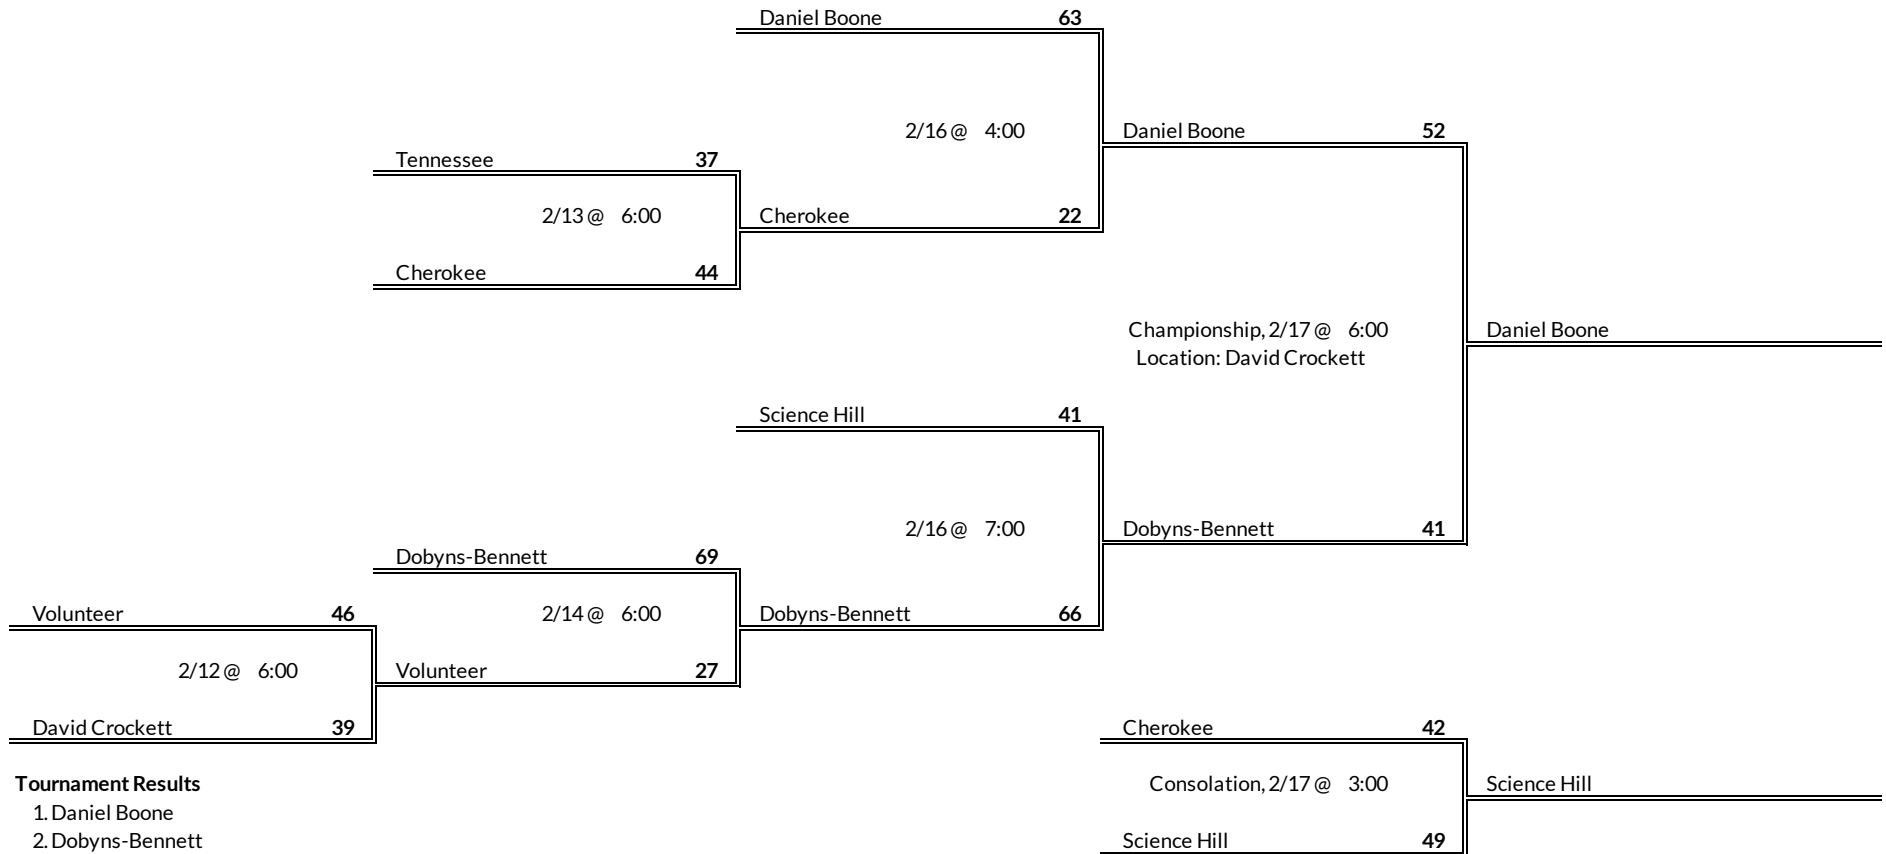 Daniel Boone 63
2/16 @ 4:00
Daniel Boone 52
Tennessee 37
2/13 @ 6:00
Cherokee 22
Cherokee 44
Championship, 2/17 @ 6:00
Daniel Boone
Location: David Crockett
Science Hill 41
2/16 @ 7:00
Dobyns-Bennett 41
Dobyns-Bennett 69
Volunteer 46
2/14 @ 6:00
Dobyns-Bennett 66
2/12 @ 6:00
Volunteer 27
David Crockett 39
Cherokee 42
Tournament Results
Consolation, 2/17 @ 3:00
Science Hill
1. Daniel Boone
2. Dobyns-Bennett
Science Hill 49